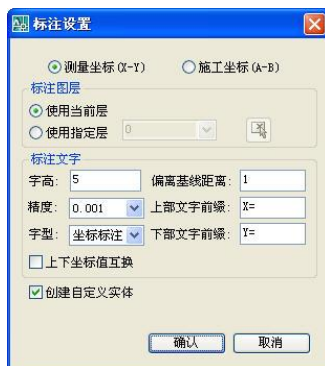 标注设置
测量坐标(X-Y) 施工坐标(A-B)
标注图层
使用当前层
使用指定层 0
标注文字
字高: 5 偏离基线距离: 1
精度: 0.001 上部文字前缀: X=
字型: 坐标标注 下部文字前缀: Y=
上下坐标值互换
创建自定义实体
确认 取消